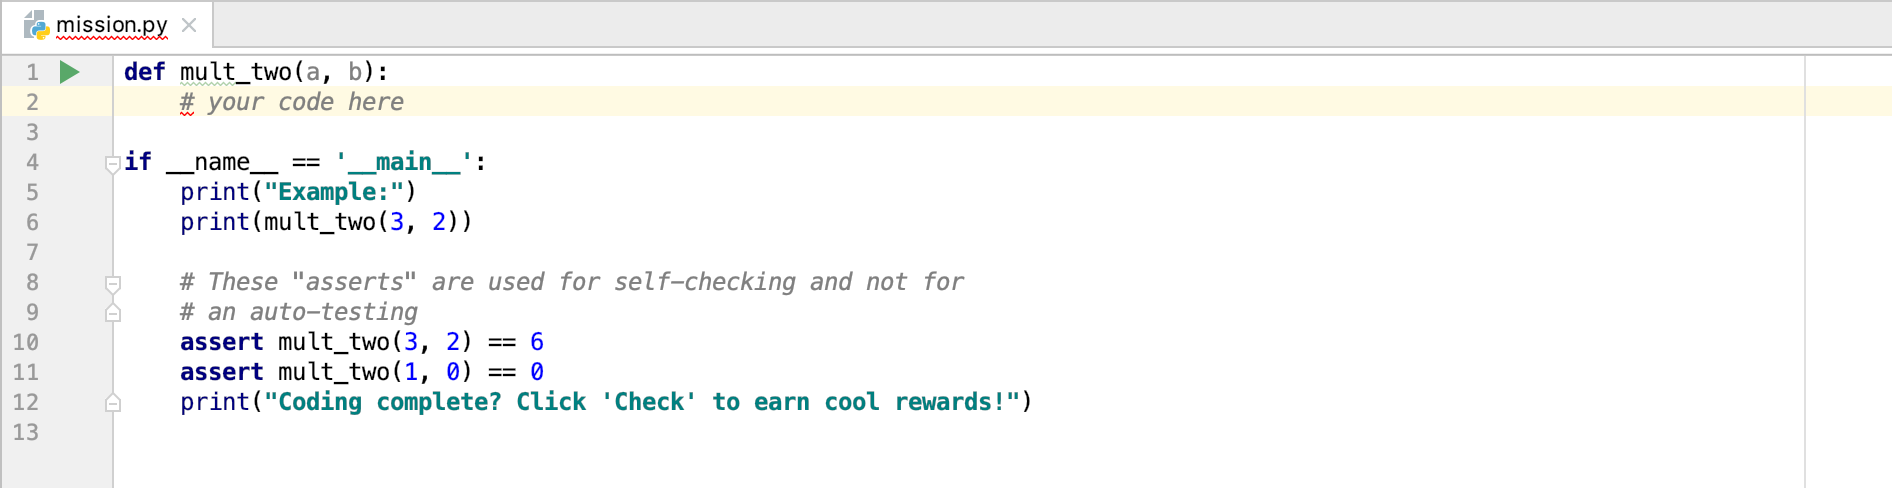 mission.py
1 def mult_two(a, b):
2 # your code here
3
4 if __name__ == '__main__':
5 print("Example:")
6 print(mult_two(3, 2))
7
8 # These "asserts" are used for self-checking and not for
9 # an auto-testing
10 assert mult_two(3, 2) == 6
11 assert mult_two(1, 0) == 0
12 print("Coding complete? Click 'Check' to earn cool rewards!")
13